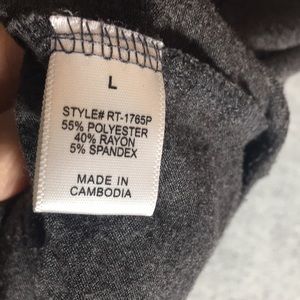 L
STYLE# RT-1765P
55% POLYESTER
40% RAYON
5% SPANDEX
MADE IN
CAMBODIA